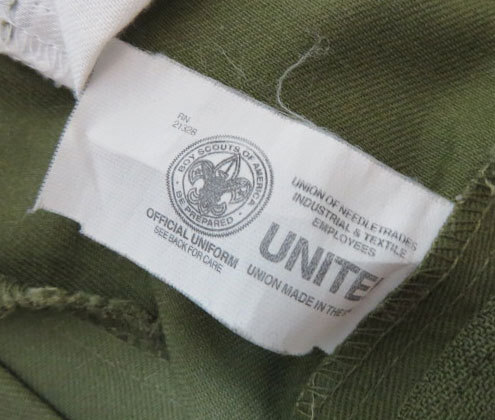 RN
21328
BOY SCOUTS OF AMERICA
BE PREPARED
OFFICIAL UNIFORM
SEE BACK FOR CARE
UNION OF NEEDLETRADES
INDUSTRIAL & TEXTILE
EMPLOYEES
UNITE
UNION MADE IN THE